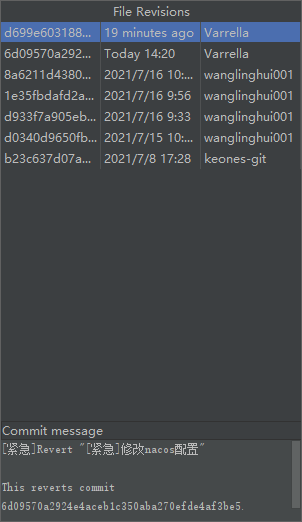 File Revisions
d699e603188... 19 minutes ago Varrella
6d09570a292... Today 14:20 Varrella
8a6211d4380... 2021/7/16 10:... wanglinghui001
1e35fbdafd2a... 2021/7/16 9:56 wanglinghui001
d933f7a905eb... 2021/7/16 9:33 wanglinghui001
d0340d9650fb... 2021/7/15 10:... wanglinghui001
b23c637d07a... 2021/7/8 17:28 keones-git
Commit message
[紧急]Revert "[紧急]修改nacos配置"
This reverts commit
6d09570a2924e4aceb1c350aba270efde4af3be5.